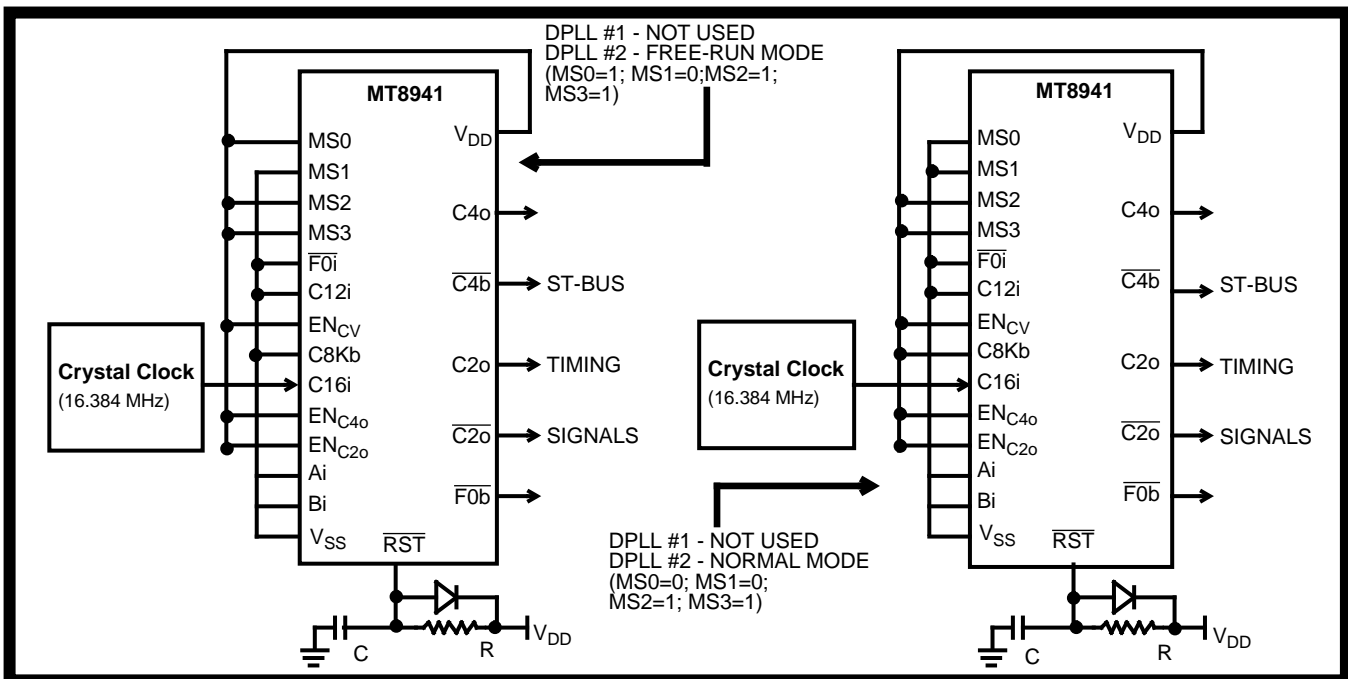 DPLL #1 - NOT USED
DPLL #2 - FREE-RUN MODE
(MS0=1; MS1=0;MS2=1;
MS3=1)
MT8941
MS0
MS1
MS2
MS3
F0i
C12i
ENCV
C8Kb
C16i
ENC4o
ENC2o
Ai
Bi
VSS
RST
VDD
C4o
C4b
C2o
C2o
F0b
ST-BUS
TIMING
SIGNALS
Crystal Clock
(16.384 MHz)
C
R
VDD
MT8941
MS0
MS1
MS2
MS3
F0i
C12i
ENCV
C8Kb
C16i
ENC4o
ENC2o
Ai
Bi
VSS
RST
VDD
C4o
C4b
C2o
C2o
F0b
ST-BUS
TIMING
SIGNALS
Crystal Clock
(16.384 MHz)
DPLL #1 - NOT USED
DPLL #2 - NORMAL MODE
(MS0=0; MS1=0;
MS2=1; MS3=1)
C
R
VDD